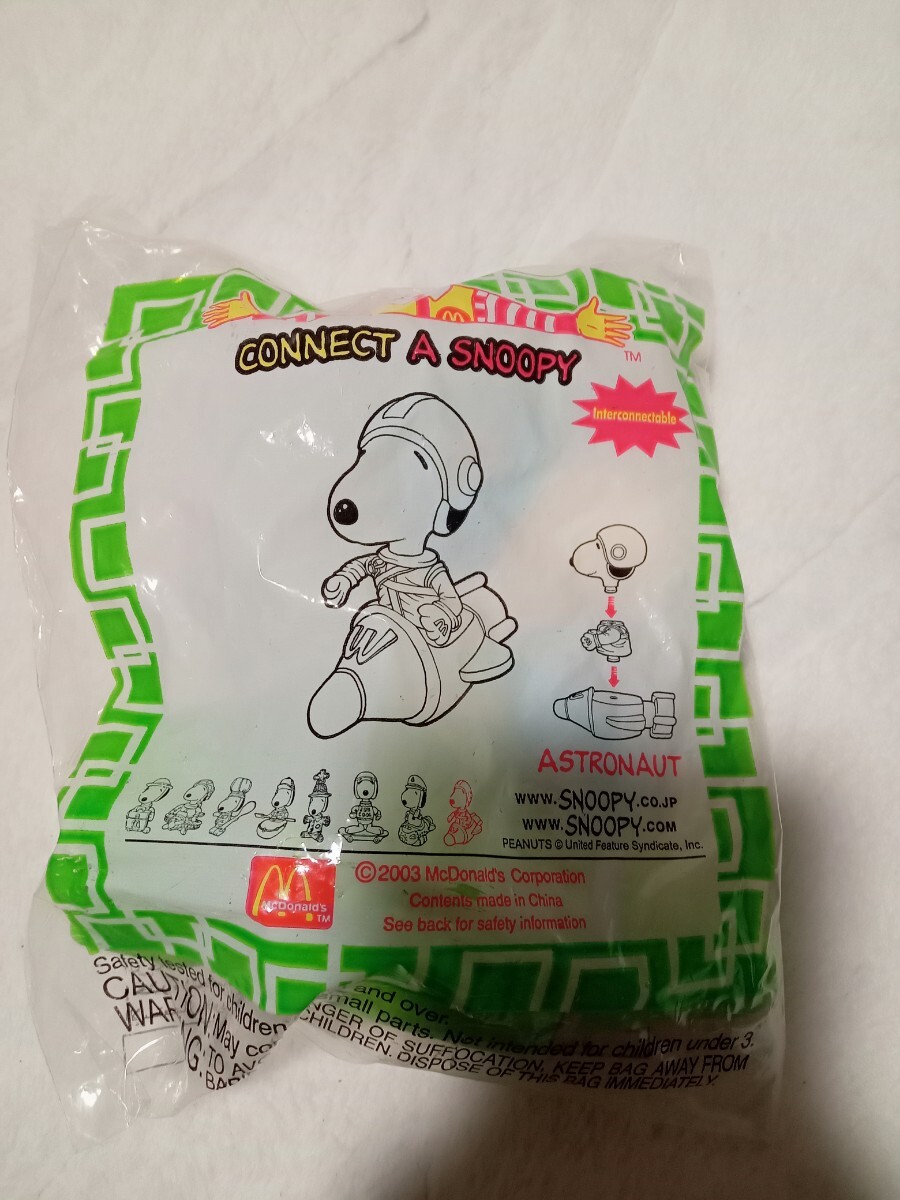 CONNECT A SNOOPY
TM
Interconnectable
W
ASTRONAUT
www.SNOOPY.CO.JP
www.SNOOPY.COM
PEANUTS © United Feature Syndicate, Inc.
McDonald's
TM
©2003 McDonald's Corporation
Contents made in China
See back for safety information
Safety tested for children and over.
CAUTION: May small parts. Not intended for children under 3.
TO OF SUFFOCATION, KEEP BAG AWAY FROM
CHILDREN. DISPOSE OF THIS BAG IMMEDIATELY.